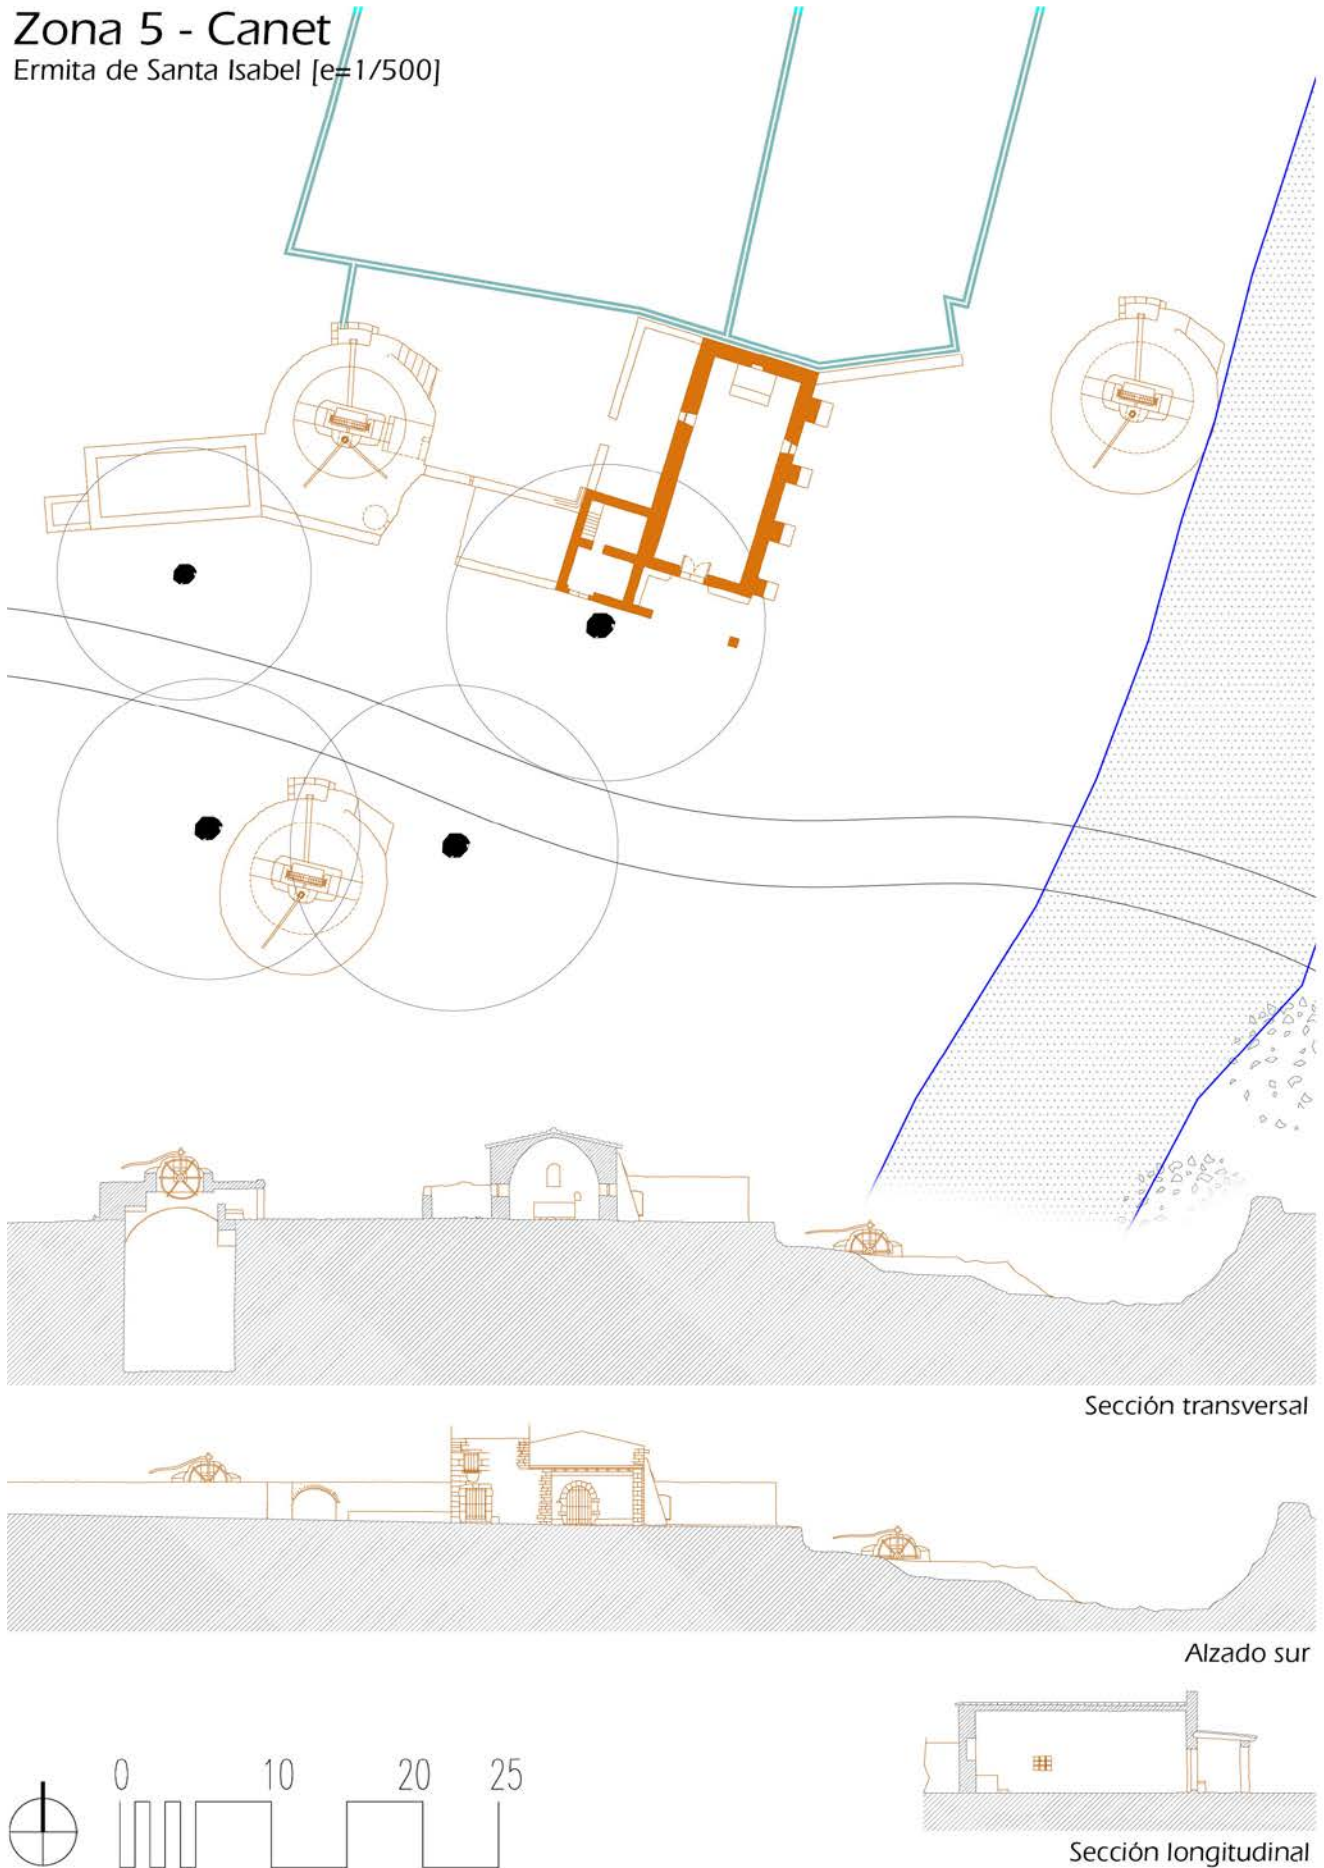 Zona 5 - Canet
Ermita de Santa Isabel [e=1/500]
Sección transversal
Alzado sur
0 10 20 25
Sección longitudinal